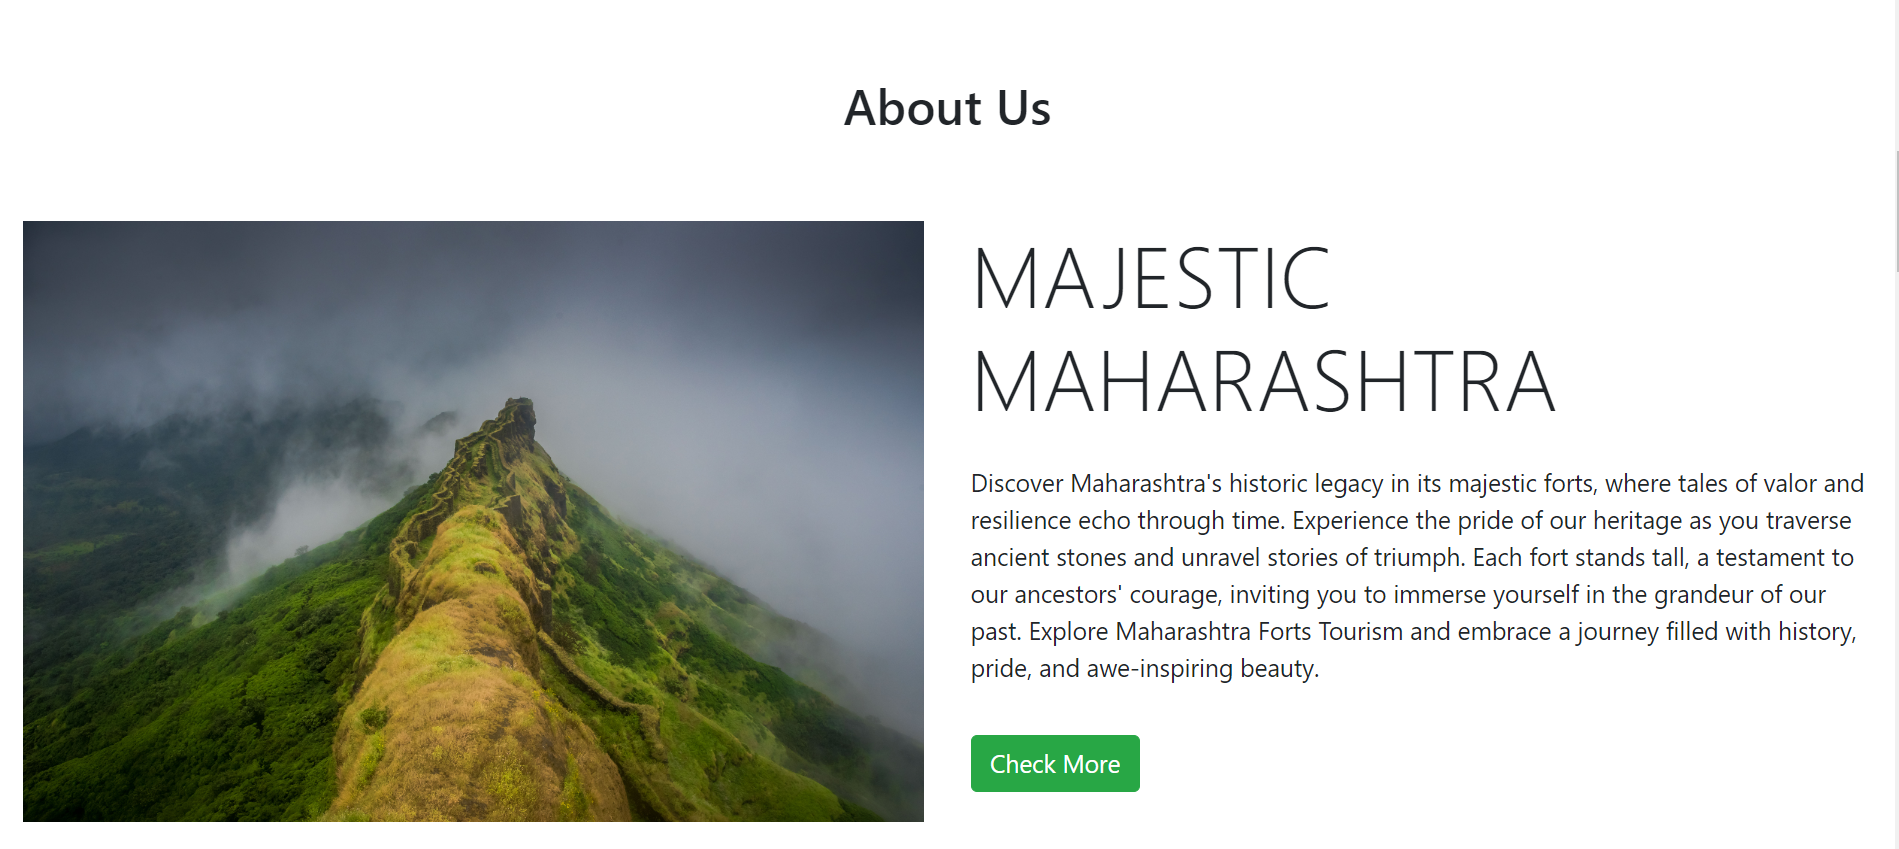 About Us
MAJESTIC
MAHARASHTRA
Discover Maharashtra's historic legacy in its majestic forts, where tales of valor and
resilience echo through time. Experience the pride of our heritage as you traverse
ancient stones and unravel stories of triumph. Each fort stands tall, a testament to
our ancestors' courage, inviting you to immerse yourself in the grandeur of our
past. Explore Maharashtra Forts Tourism and embrace a journey filled with history,
pride, and awe-inspiring beauty.
Check More